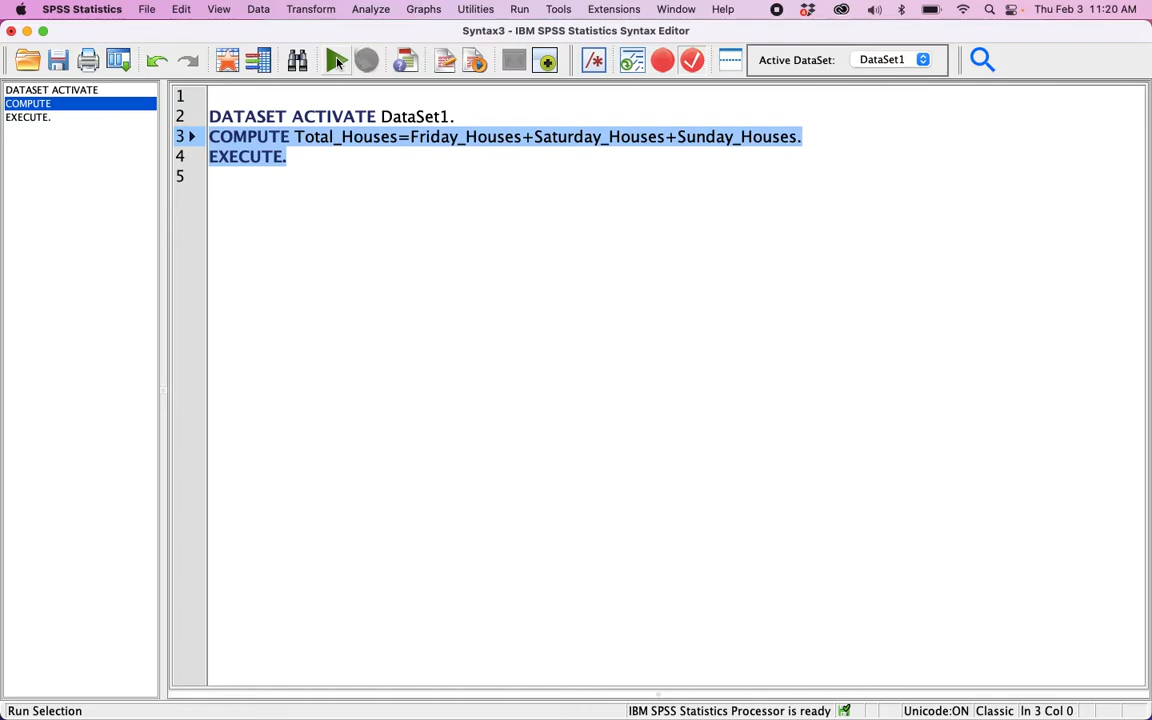 SPSS Statistics File Edit View Data Transform Analyze Graphs Utilities Run Tools Extensions Window Help Thu Feb 3 11:20 AM
Syntax3 - IBM SPSS Statistics Syntax Editor
Active DataSet: DataSet1
DATASET ACTIVATE
COMPUTE
EXECUTE.
1
2 DATASET ACTIVATE DataSet1.
3 COMPUTE Total_Houses=Friday_Houses+Saturday_Houses+Sunday_Houses.
4 EXECUTE.
5
Run Selection IBM SPSS Statistics Processor is ready Unicode:ON Classic In 3 Col 0